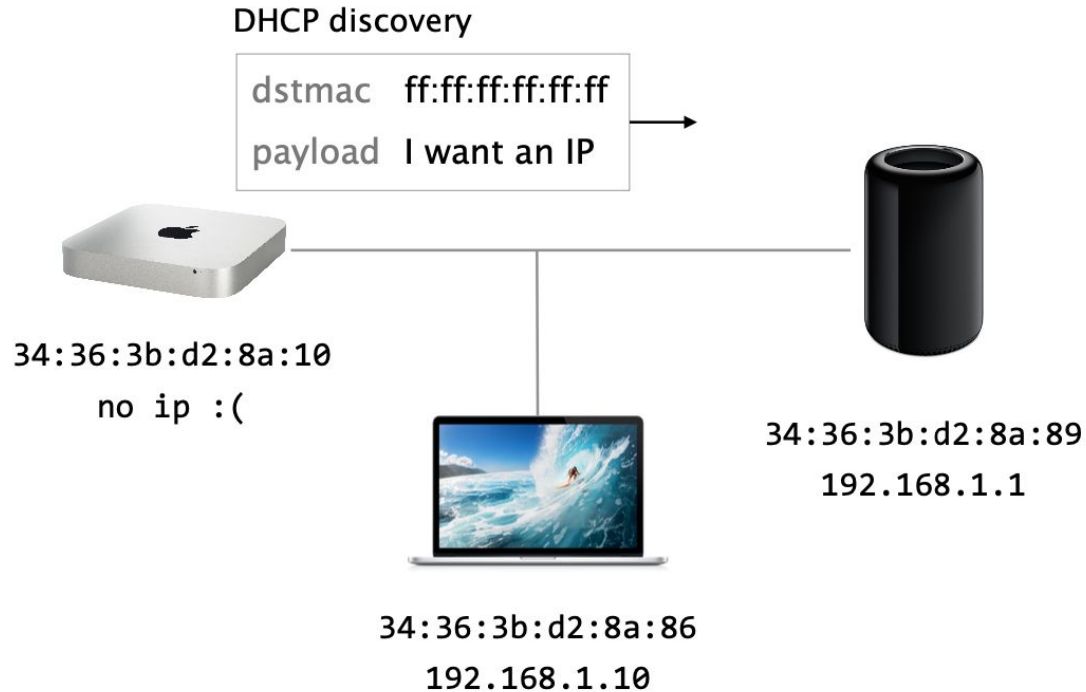 DHCP discovery
dstmac ff:ff:ff:ff:ff:ff
payload I want an IP
34:36:3b:d2:8a:10
no ip :(
34:36:3b:d2:8a:89
192.168.1.1
34:36:3b:d2:8a:86
192.168.1.10